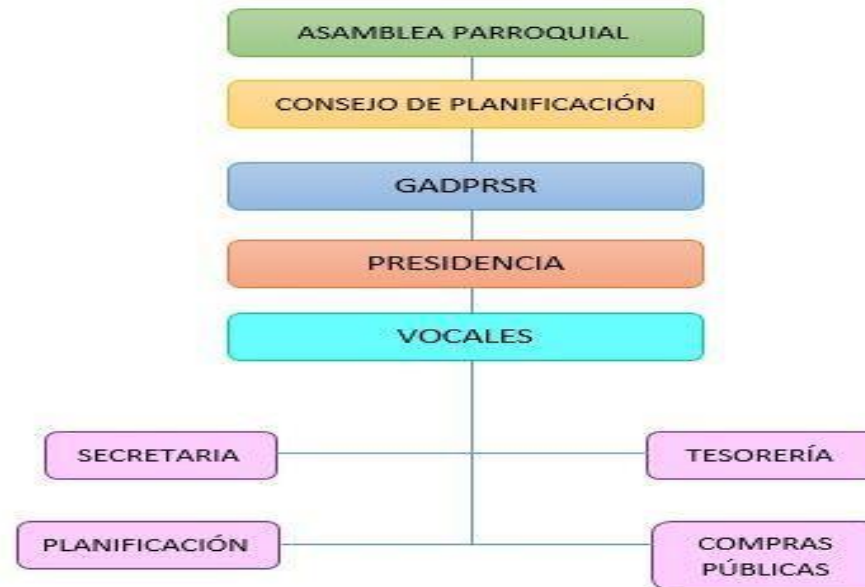 ASAMBLEA PARROQUIAL
CONSEJO DE PLANIFICACIÓN
GADPRSR
PRESIDENCIA
VOCALES
SECRETARIA
TESORERÍA
PLANIFICACIÓN
COMPRAS
PÚBLICAS